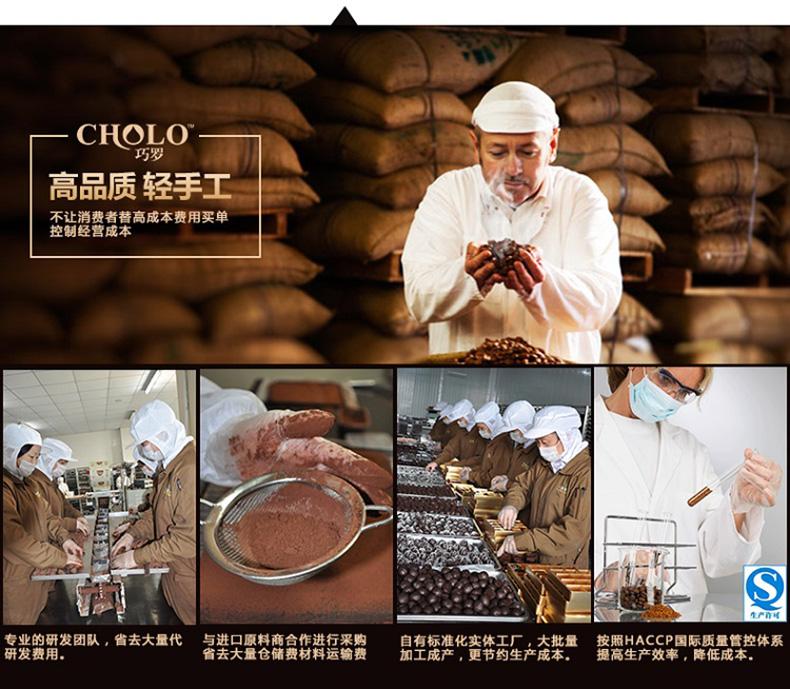 CHOLO™
巧罗
高品质 轻手工
不让消费者替高成本费用买单
控制经营成本
专业的研发团队，省去大量代
研发费用。
与进口原料商合作进行采购
省去大量仓储费材料运输费
自有标准化实体工厂，大批量
加工成产，更节约生产成本。
按照HACCP国际质量管控体系
提高生产效率，降低成本。
生产许可